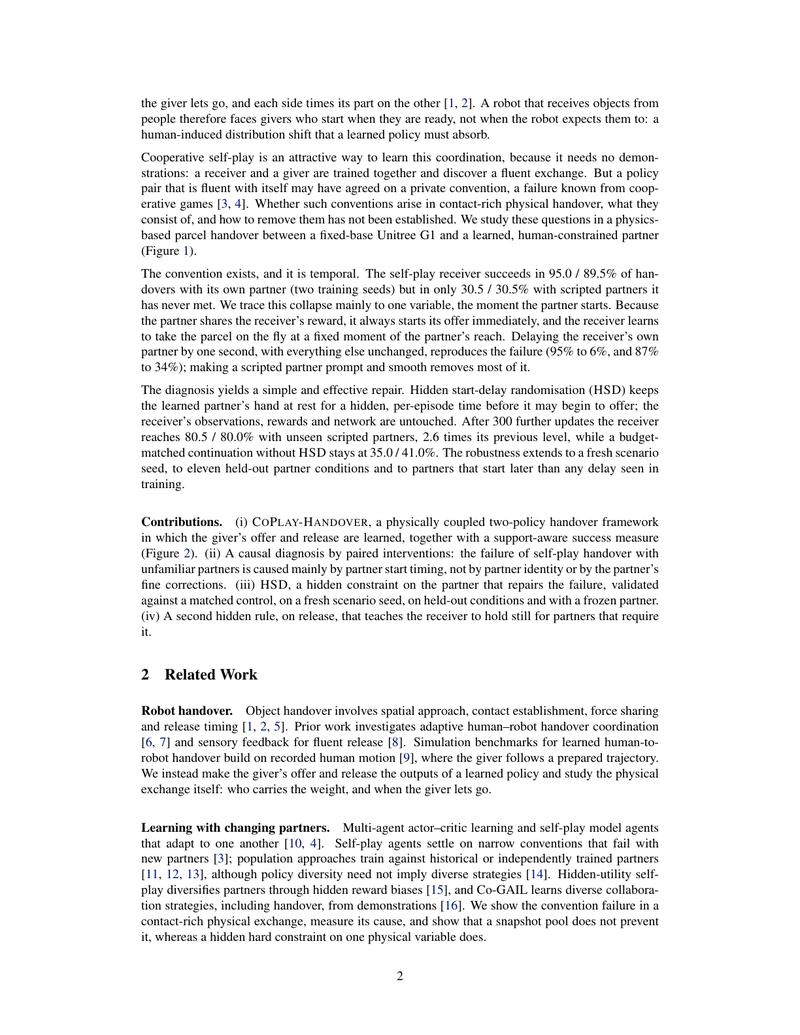 the giver lets go, and each side times its part on the other [1, 2]. A robot that receives objects from
people therefore faces givers who start when they are ready, not when the robot expects them to: a
human-induced distribution shift that a learned policy must absorb.
Cooperative self-play is an attractive way to learn this coordination, because it needs no demon-
strations: a receiver and a giver are trained together and discover a fluent exchange. But a policy
pair that is fluent with itself may have agreed on a private convention, a failure known from coop-
erative games [3, 4]. Whether such conventions arise in contact-rich physical handover, what they
consist of, and how to remove them has not been established. We study these questions in a physics-
based parcel handover between a fixed-base Unitree G1 and a learned, human-constrained partner
(Figure 1).
The convention exists, and it is temporal. The self-play receiver succeeds in 95.0 / 89.5% of han-
dovers with its own partner (two training seeds) but in only 30.5 / 30.5% with scripted partners it
has never met. We trace this collapse mainly to one variable, the moment the partner starts. Because
the partner shares the receiver's reward, it always starts its offer immediately, and the receiver learns
to take the parcel on the fly at a fixed moment of the partner's reach. Delaying the receiver's own
partner by one second, with everything else unchanged, reproduces the failure (95% to 6%, and 87%
to 34%); making a scripted partner prompt and smooth removes most of it.
The diagnosis yields a simple and effective repair. Hidden start-delay randomisation (HSD) keeps
the learned partner's hand at rest for a hidden, per-episode time before it may begin to offer; the
receiver's observations, rewards and network are untouched. After 300 further updates the receiver
reaches 80.5 / 80.0% with unseen scripted partners, 2.6 times its previous level, while a budget-
matched continuation without HSD stays at 35.0 / 41.0%. The robustness extends to a fresh scenario
seed, to eleven held-out partner conditions and to partners that start later than any delay seen in
training.
Contributions. (i) COPLAY-HANDOVER, a physically coupled two-policy handover framework
in which the giver's offer and release are learned, together with a support-aware success measure
(Figure 2). (ii) A causal diagnosis by paired interventions: the failure of self-play handover with
unfamiliar partners is caused mainly by partner start timing, not by partner identity or by the partner's
fine corrections. (iii) HSD, a hidden constraint on the partner that repairs the failure, validated
against a matched control, on a fresh scenario seed, on held-out conditions and with a frozen partner.
(iv) A second hidden rule, on release, that teaches the receiver to hold still for partners that require
it.
2 Related Work
Robot handover. Object handover involves spatial approach, contact establishment, force sharing
and release timing [1, 2, 5]. Prior work investigates adaptive human–robot handover coordination
[6, 7] and sensory feedback for fluent release [8]. Simulation benchmarks for learned human-to-
robot handover build on recorded human motion [9], where the giver follows a prepared trajectory.
We instead make the giver's offer and release the outputs of a learned policy and study the physical
exchange itself: who carries the weight, and when the giver lets go.
Learning with changing partners. Multi-agent actor–critic learning and self-play model agents
that adapt to one another [10, 4]. Self-play agents settle on narrow conventions that fail with
new partners [3]; population approaches train against historical or independently trained partners
[11, 12, 13], although policy diversity need not imply diverse strategies [14]. Hidden-utility self-
play diversifies partners through hidden reward biases [15], and Co-GAIL learns diverse collabora-
tion strategies, including handover, from demonstrations [16]. We show the convention failure in a
contact-rich physical exchange, measure its cause, and show that a snapshot pool does not prevent
it, whereas a hidden hard constraint on one physical variable does.
2